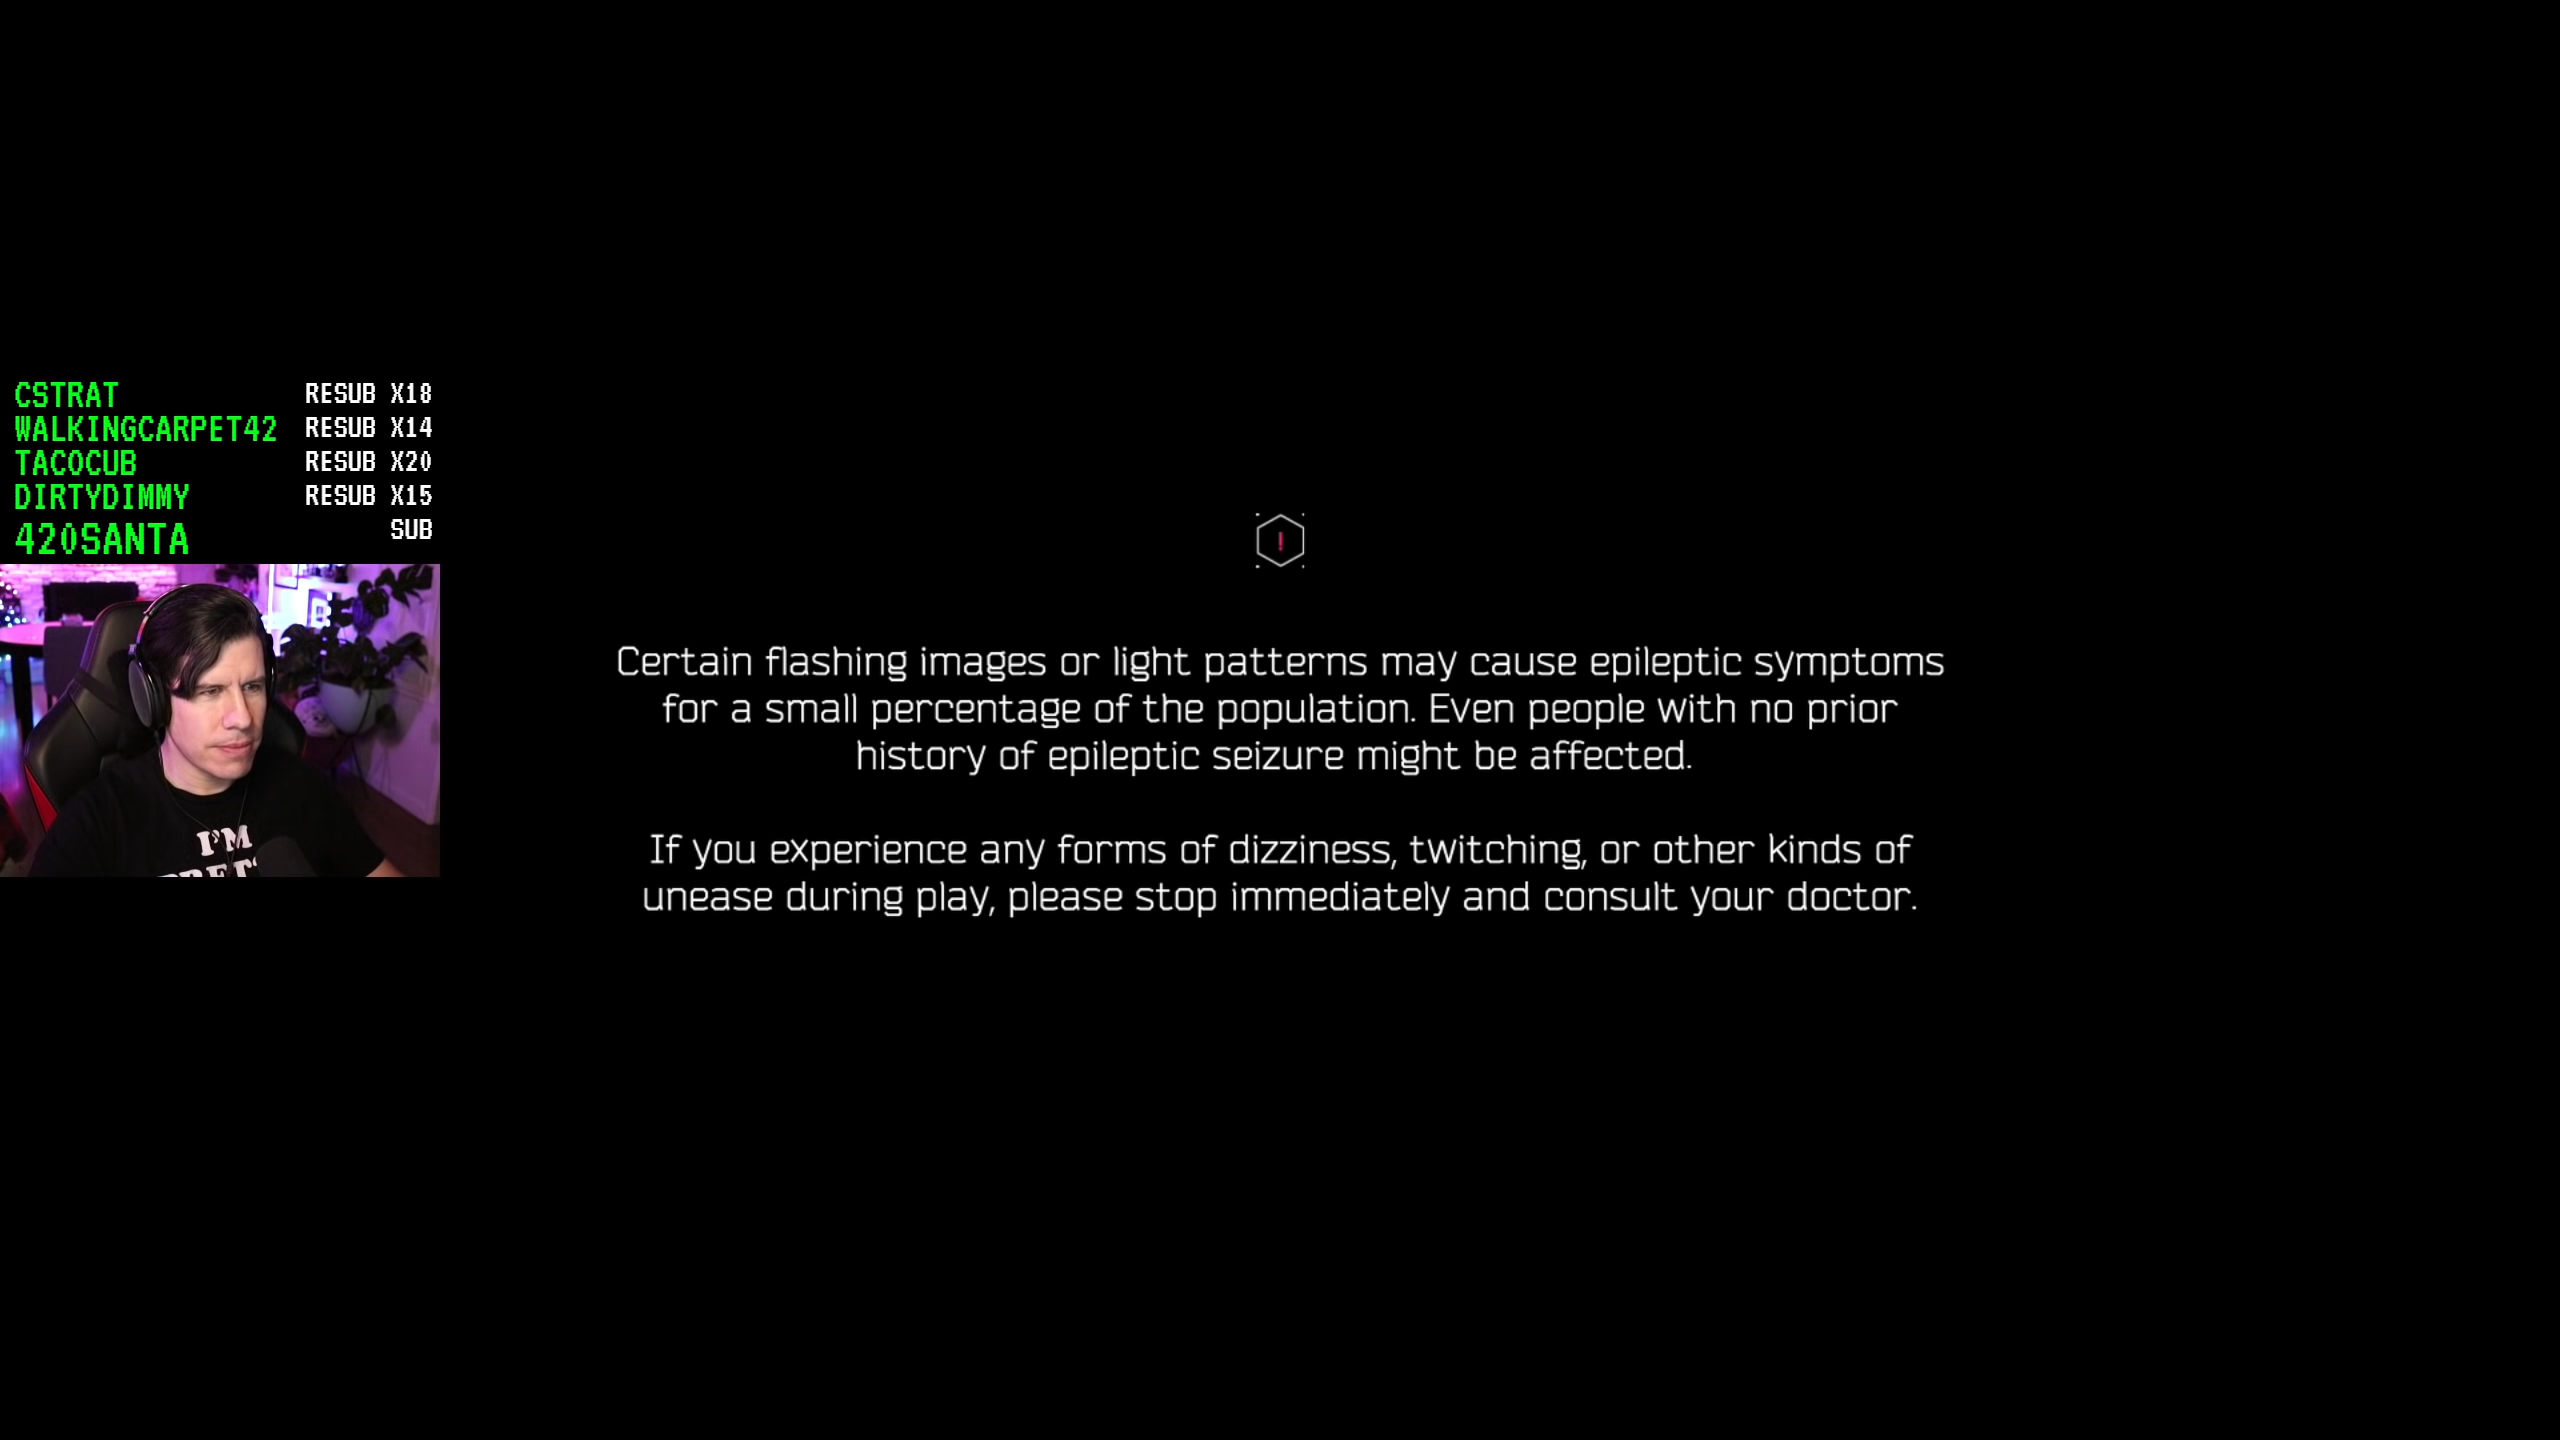 CSTRAT RESUB X18
WALKINGCARPET42 RESUB X14
TACOCUB RESUB X20
DIRTYDIMMY RESUB X15
420SANTA SUB
!
Certain flashing images or light patterns may cause epileptic symptoms
for a small percentage of the population. Even people with no prior
history of epileptic seizure might be affected.
If you experience any forms of dizziness, twitching, or other kinds of
unease during play, please stop immediately and consult your doctor.
I'M